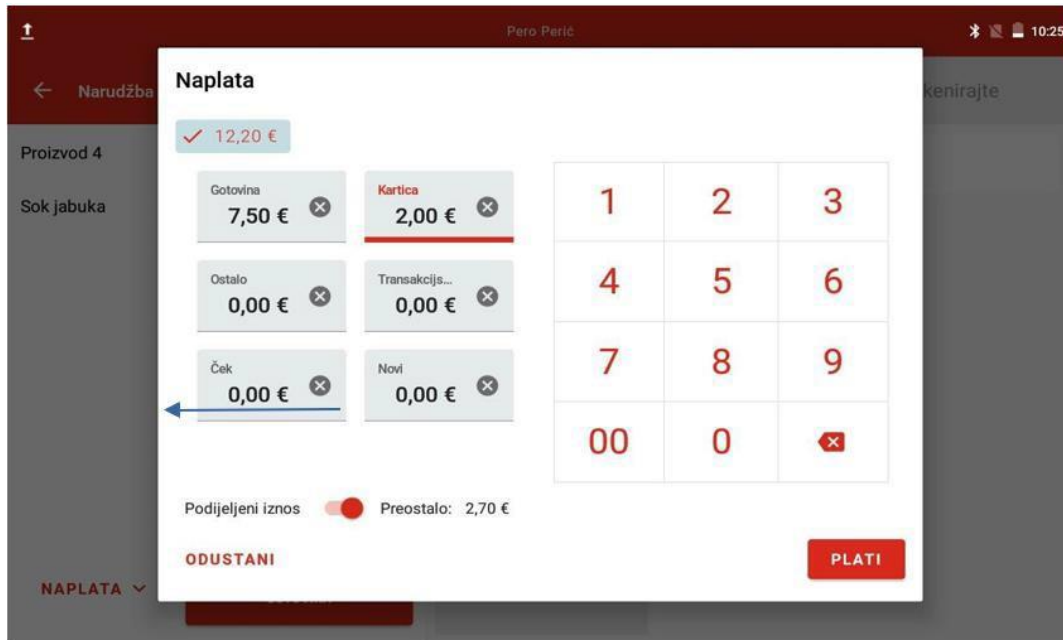 Pero Perić
10:25
Narudžba
kenirajte
Naplata
12,20 €
Proizvod 4
Sok jabuka
Gotovina
7,50 €
Kartica
2,00 €
Ostalo
0,00 €
Transakcijs...
0,00 €
Ček
0,00 €
Novi
0,00 €
1 2 3
4 5 6
7 8 9
00 0
Podijeljeni iznos Preostalo: 2,70 €
ODUSTANI PLATI
NAPLATA